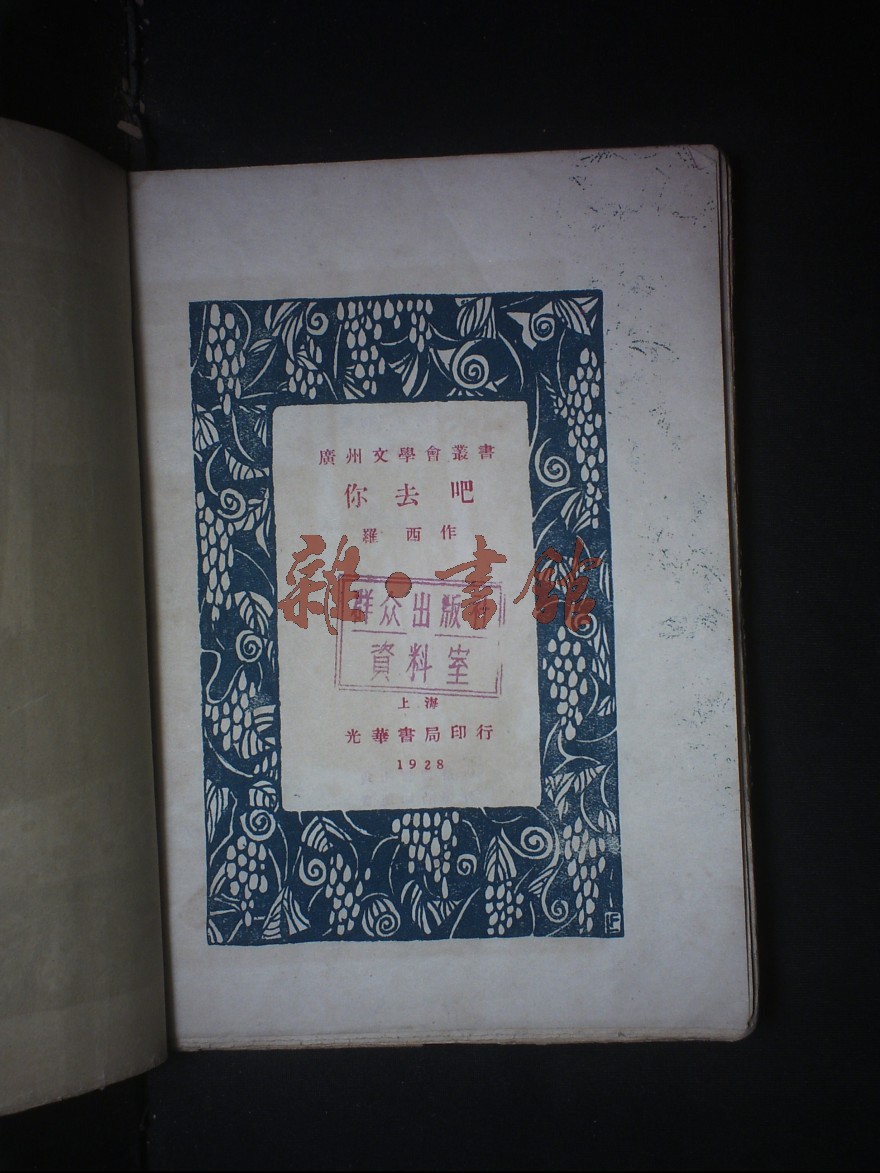 廣州文學會叢書
你去吧
羅西作
雜·書館
群众出版社
資料室
上海
光華書局印行
1928